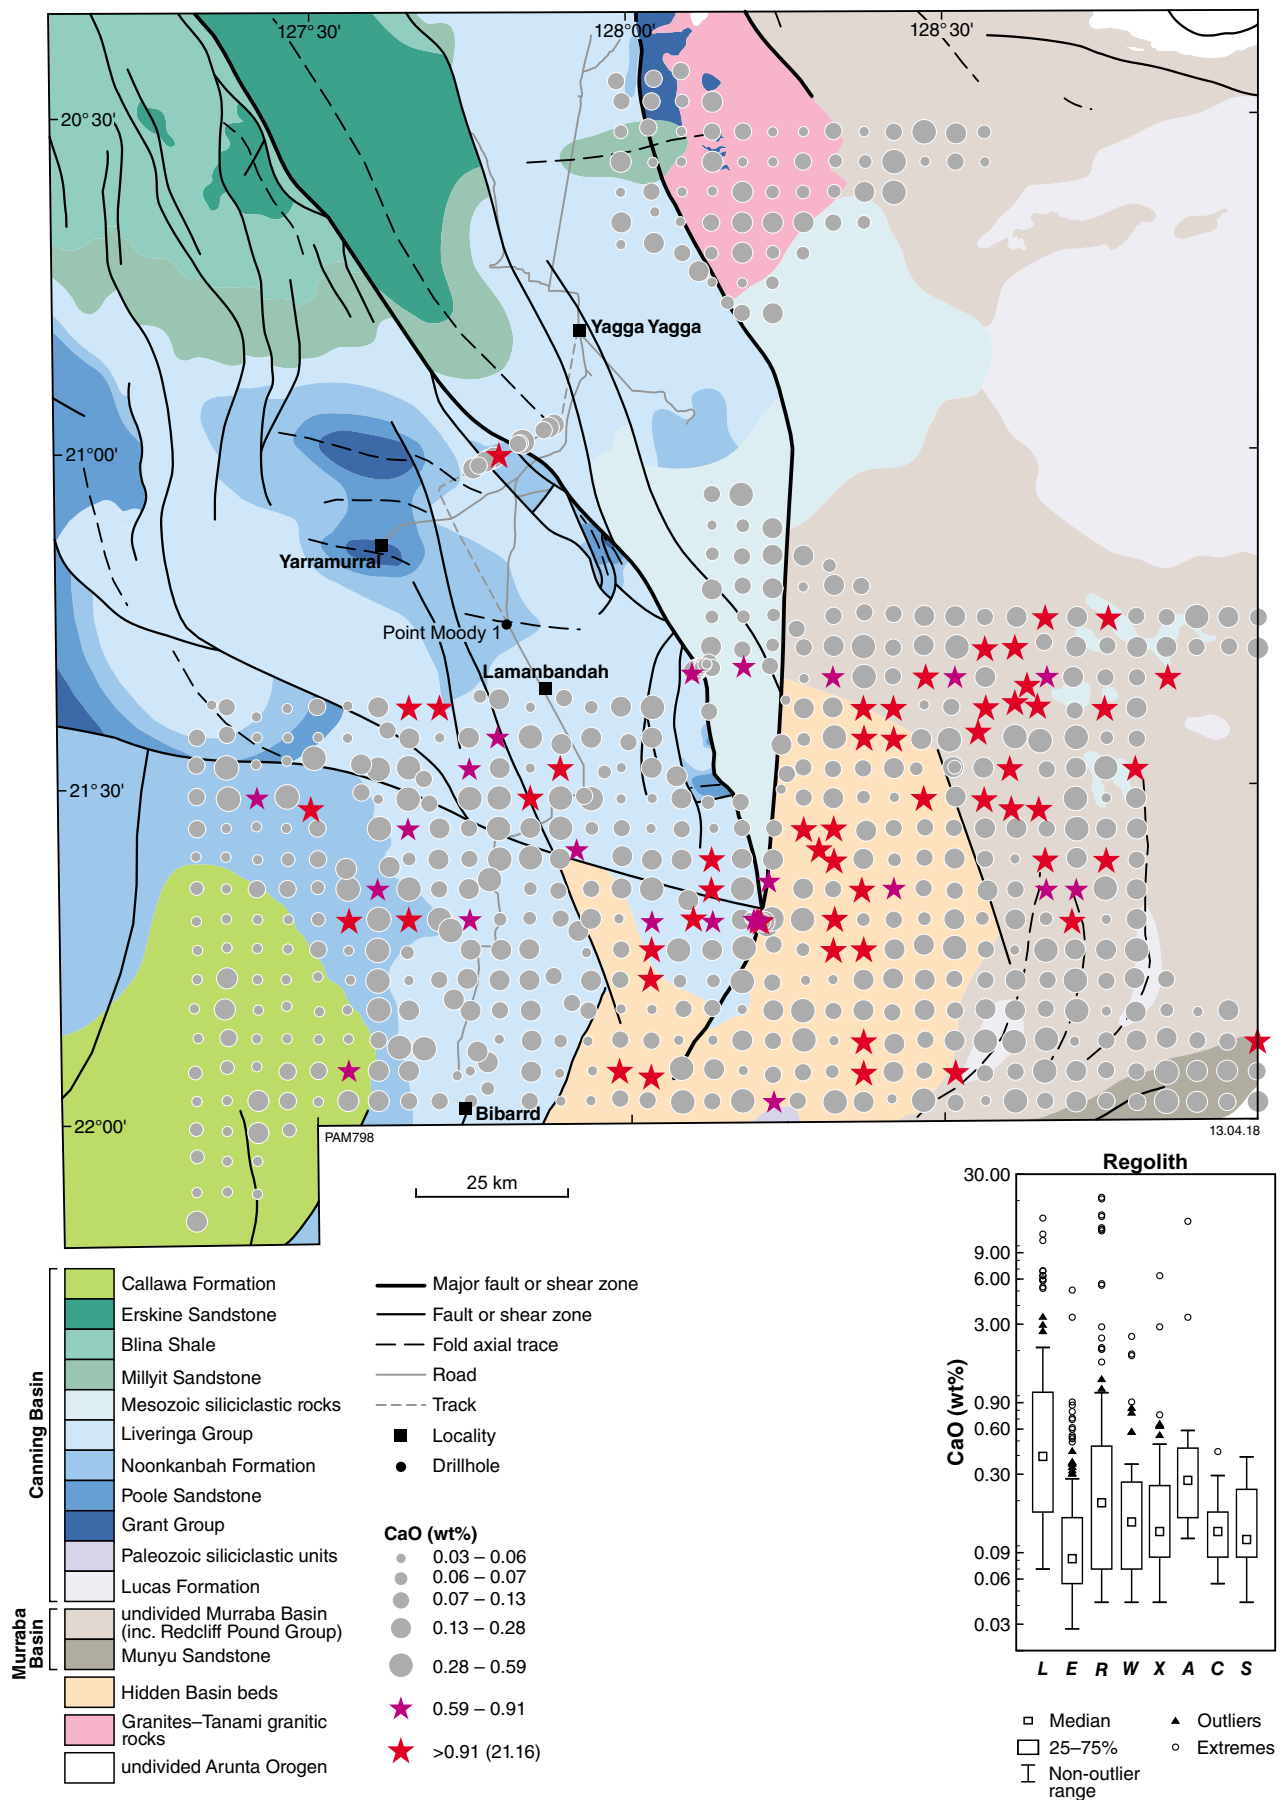 127°30'
128°00'
128°30'
20°30'
Yagga Yagga
21°00'
Yarramurral
Point Moody 1
Lamanbandah
21°30'
Bibarrd
22°00'
PAM798
13.04.18
25 km
Canning Basin
Callawa Formation
Erskine Sandstone
Blina Shale
Millyit Sandstone
Mesozoic siliciclastic rocks
Liveringa Group
Noonkanbah Formation
Poole Sandstone
Grant Group
Paleozoic siliciclastic units
Lucas Formation
Murraba
Basin
undivided Murraba Basin
(inc. Redcliff Pound Group)
Munyu Sandstone
Hidden Basin beds
Granites–Tanami granitic
rocks
undivided Arunta Orogen
Major fault or shear zone
Fault or shear zone
Fold axial trace
Road
Track
Locality
Drillhole
CaO (wt%)
0.03 – 0.06
0.06 – 0.07
0.07 – 0.13
0.13 – 0.28
0.28 – 0.59
0.59 – 0.91
>0.91 (21.16)
Regolith
CaO (wt%)
30.00
9.00
6.00
3.00
0.90
0.60
0.30
0.09
0.06
0.03
L E R W X A C S
Median
25–75%
Non-outlier
range
Outliers
Extremes